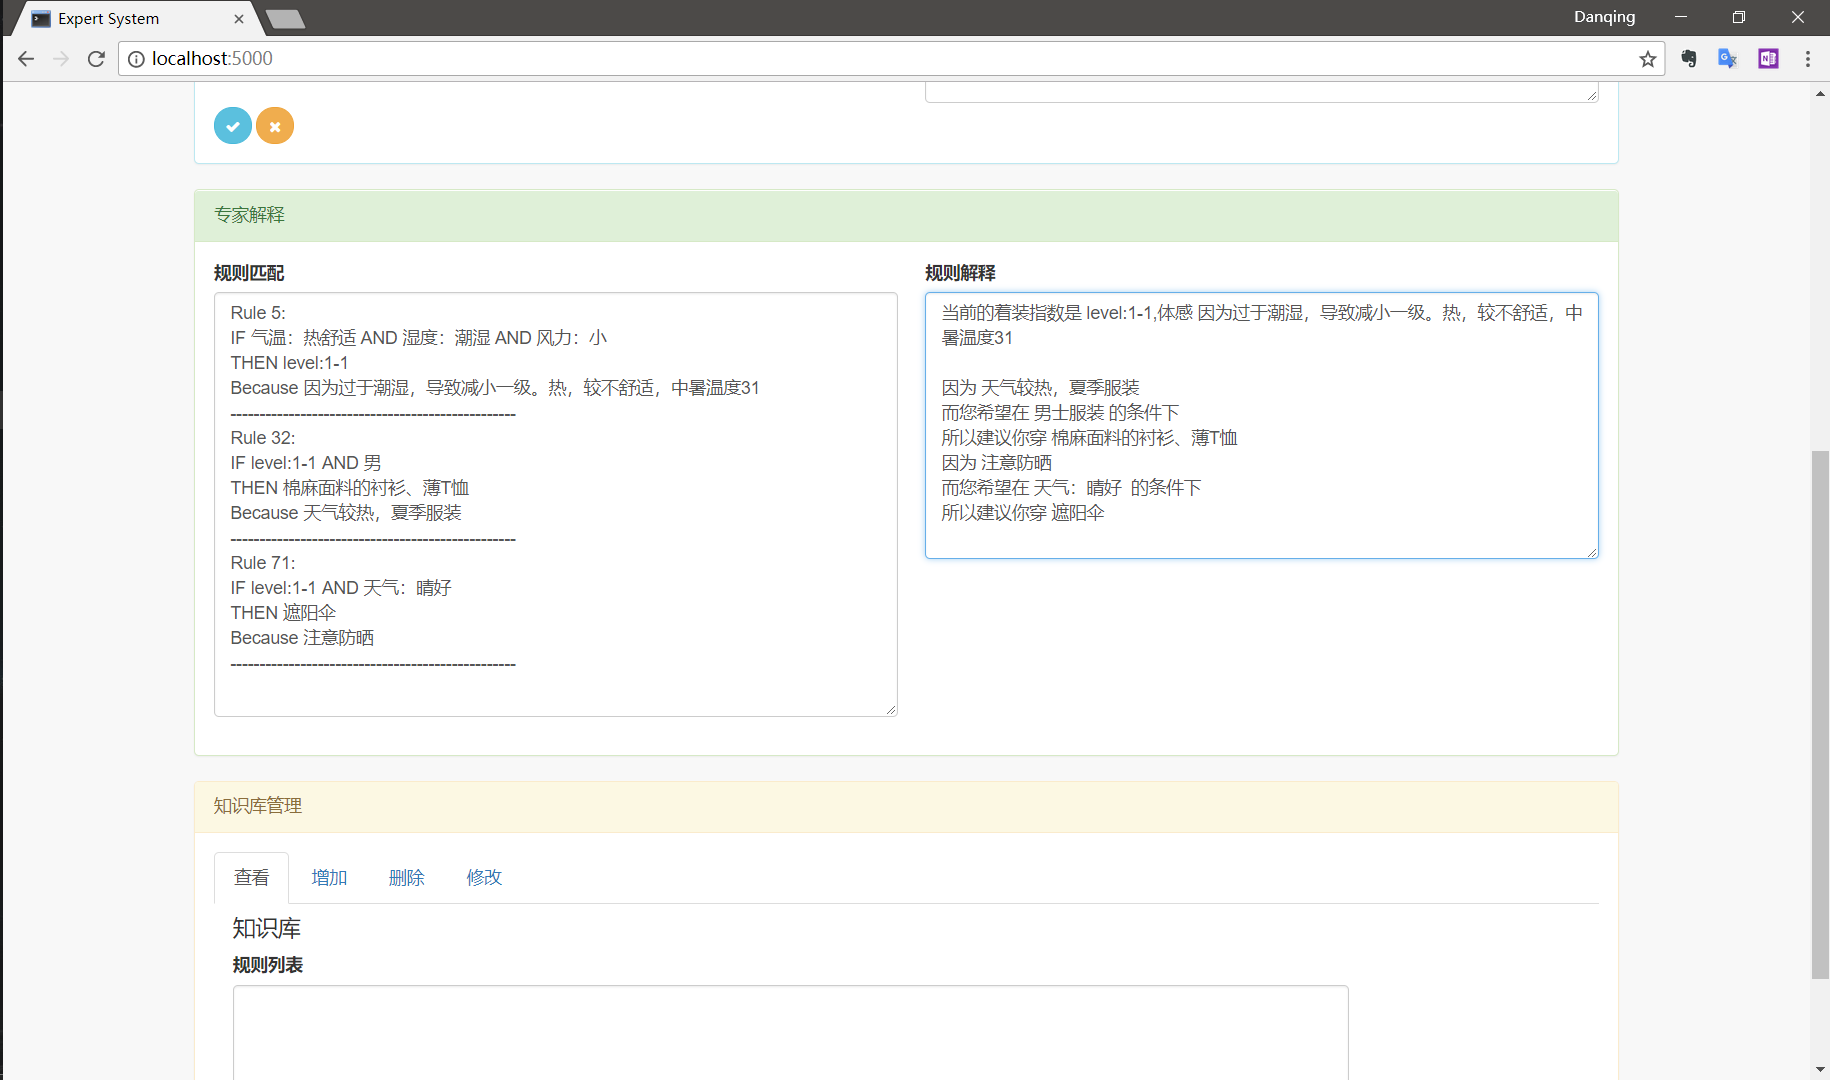 Expert System
Danqing
localhost:5000
专家解释
规则匹配
Rule 5:
IF 气温：热舒适 AND 湿度：潮湿 AND 风力：小
THEN level:1-1
Because 因为过于潮湿，导致减小一级。热，较不舒适，中暑温度31
-------------------------------------------------
Rule 32:
IF level:1-1 AND 男
THEN 棉麻面料的衬衫、薄T恤
Because 天气较热，夏季服装
-------------------------------------------------
Rule 71:
IF level:1-1 AND 天气：晴好
THEN 遮阳伞
Because 注意防晒
-------------------------------------------------
规则解释
当前的着装指数是 level:1-1,体感 因为过于潮湿，导致减小一级。热，较不舒适，中
暑温度31
因为 天气较热，夏季服装
而您希望在 男士服装 的条件下
所以建议你穿 棉麻面料的衬衫、薄T恤
因为 注意防晒
而您希望在 天气：晴好  的条件下
所以建议你穿 遮阳伞
知识库管理
查看 增加 删除 修改
知识库
规则列表